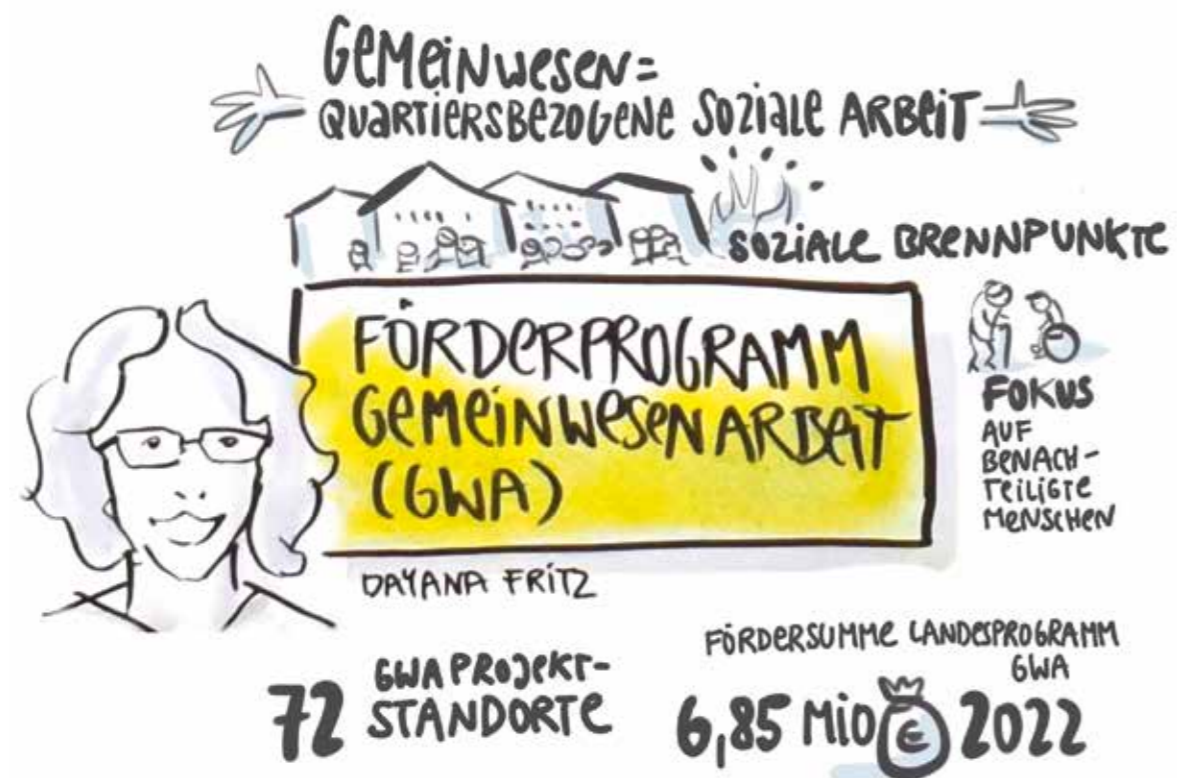 GEMEINWESEN=
QUARTIERSBEZOGENE SOZIALE ARBEIT
SOZIALE BRENNPUNKTE
FÖRDERPROGRAMM
GEMEINWESENARBEIT
(GWA)
FOKUS
AUF
BENACH-
TEILIGTE
MENSCHEN
DAYANA FRITZ
72 GWA PROJEKT-
STANDORTE
FÖRDERSUMME LANDESPROGRAMM
GWA
6,85 MIO € 2022